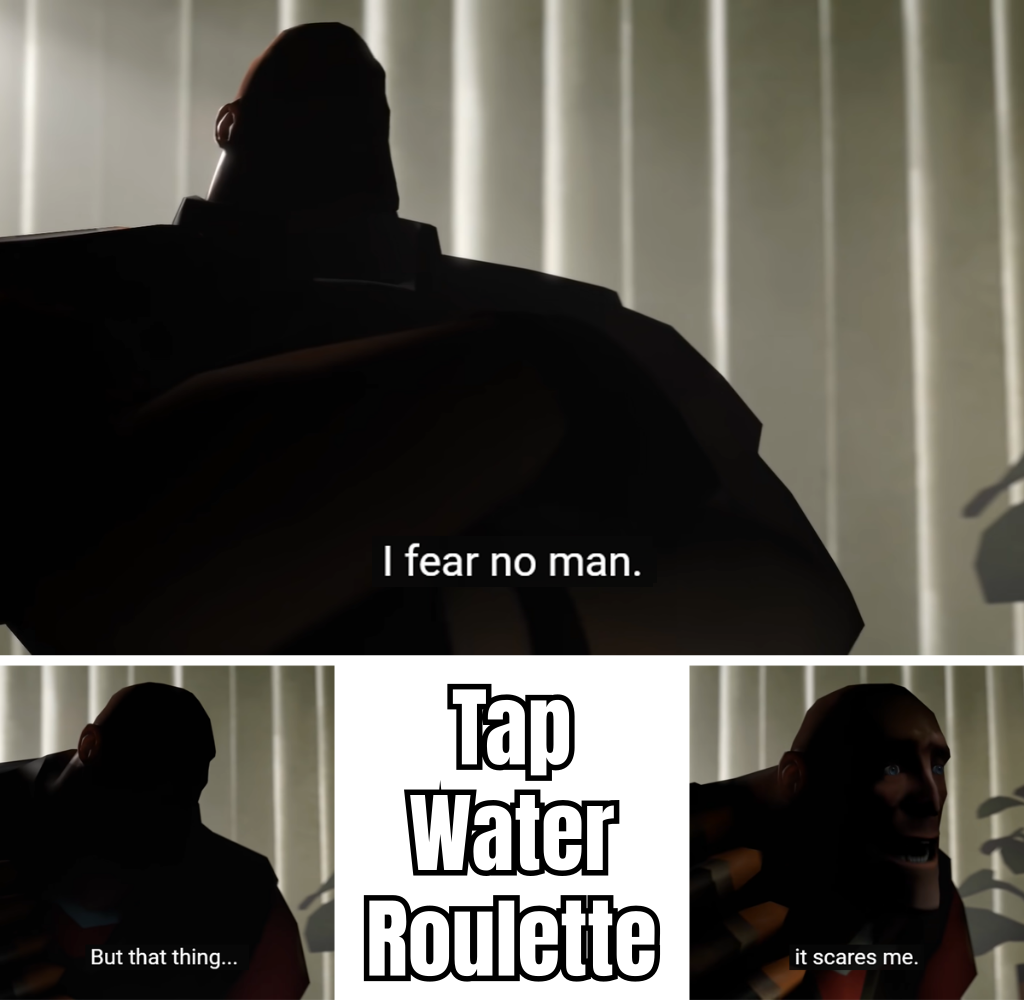 I fear no man.
But that thing...
Tap
Water
Roulette
it scares me.